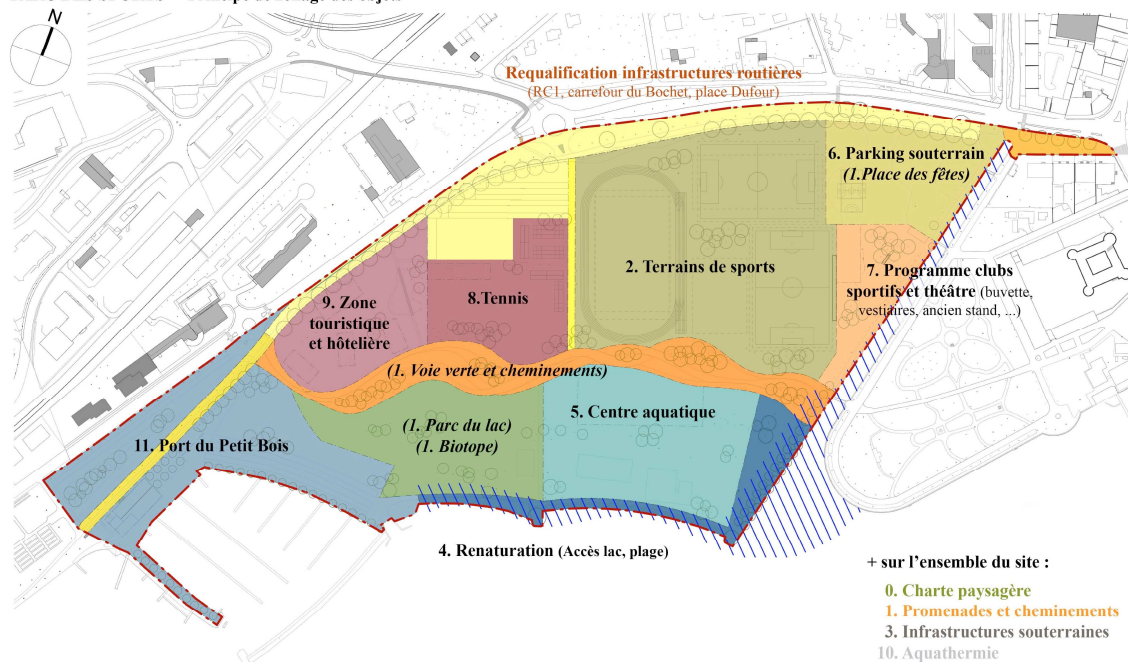 N
Requalification infrastructures routières
(RC1, carrefour du Bochet, place Dufour)
6. Parking souterrain
(1.Place des fêtes)
2. Terrains de sports
7. Programme clubs
sportifs et théâtre (buvette,
vestiaires, ancien stand, ...)
8.Tennis
9. Zone
touristique
et hôtelière
(1. Voie verte et cheminements)
5. Centre aquatique
(1. Parc du lac)
(1. Biotope)
11. Port du Petit Bois
4. Renaturation (Accès lac, plage)
+ sur l'ensemble du site :
0. Charte paysagère
1. Promenades et cheminements
3. Infrastructures souterraines
10. Aquathermie